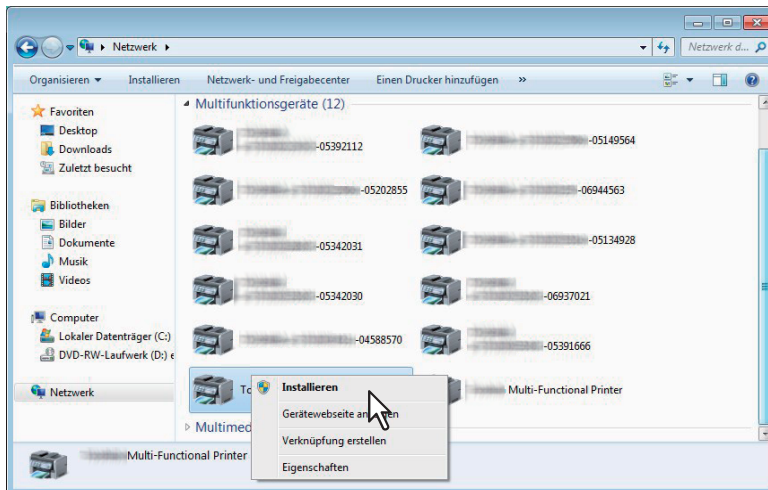 Netzwerk
Netzwerk d...
Organisieren Installieren Netzwerk- und Freigabecenter Einen Drucker hinzufügen »
Favoriten
Desktop
Downloads
Zuletzt besucht
Bibliotheken
Bilder
Dokumente
Musik
Videos
Computer
Lokaler Datenträger (C:)
DVD-RW-Laufwerk (D:) e
Netzwerk
Multifunktionsgeräte (12)
-05392112
-05149564
-05202855
-06944563
-05342031
-05134928
-05342030
-06937021
-04588570
-05391666
Multi-Functional Printer
Multimed
Installieren
Gerätewebseite
Verknüpfung erstellen
Eigenschaften
Multi-Functional Printer